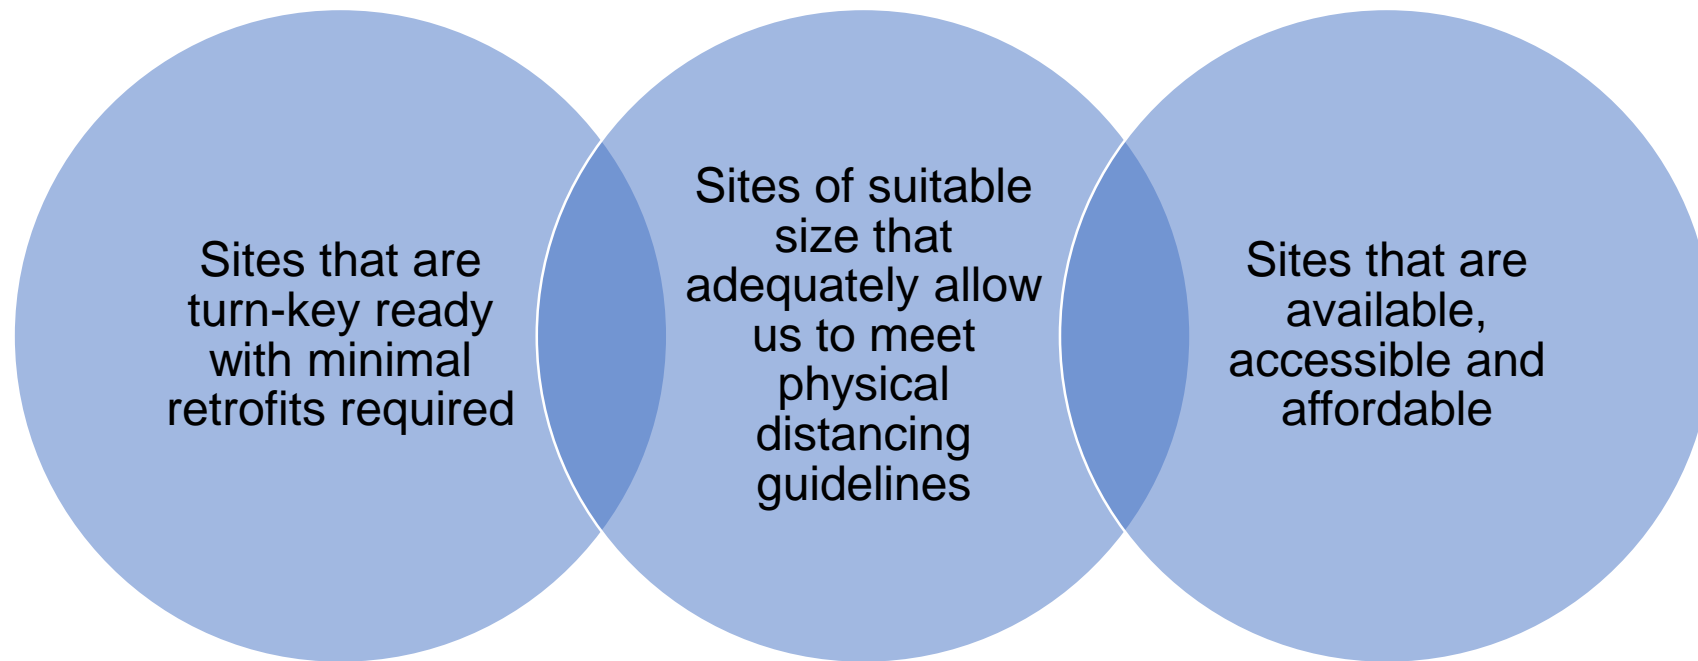 Sites that are
turn-key ready
with minimal
retrofits required
Sites of suitable
size that
adequately allow
us to meet
physical
distancing
guidelines
Sites that are
available,
accessible and
affordable